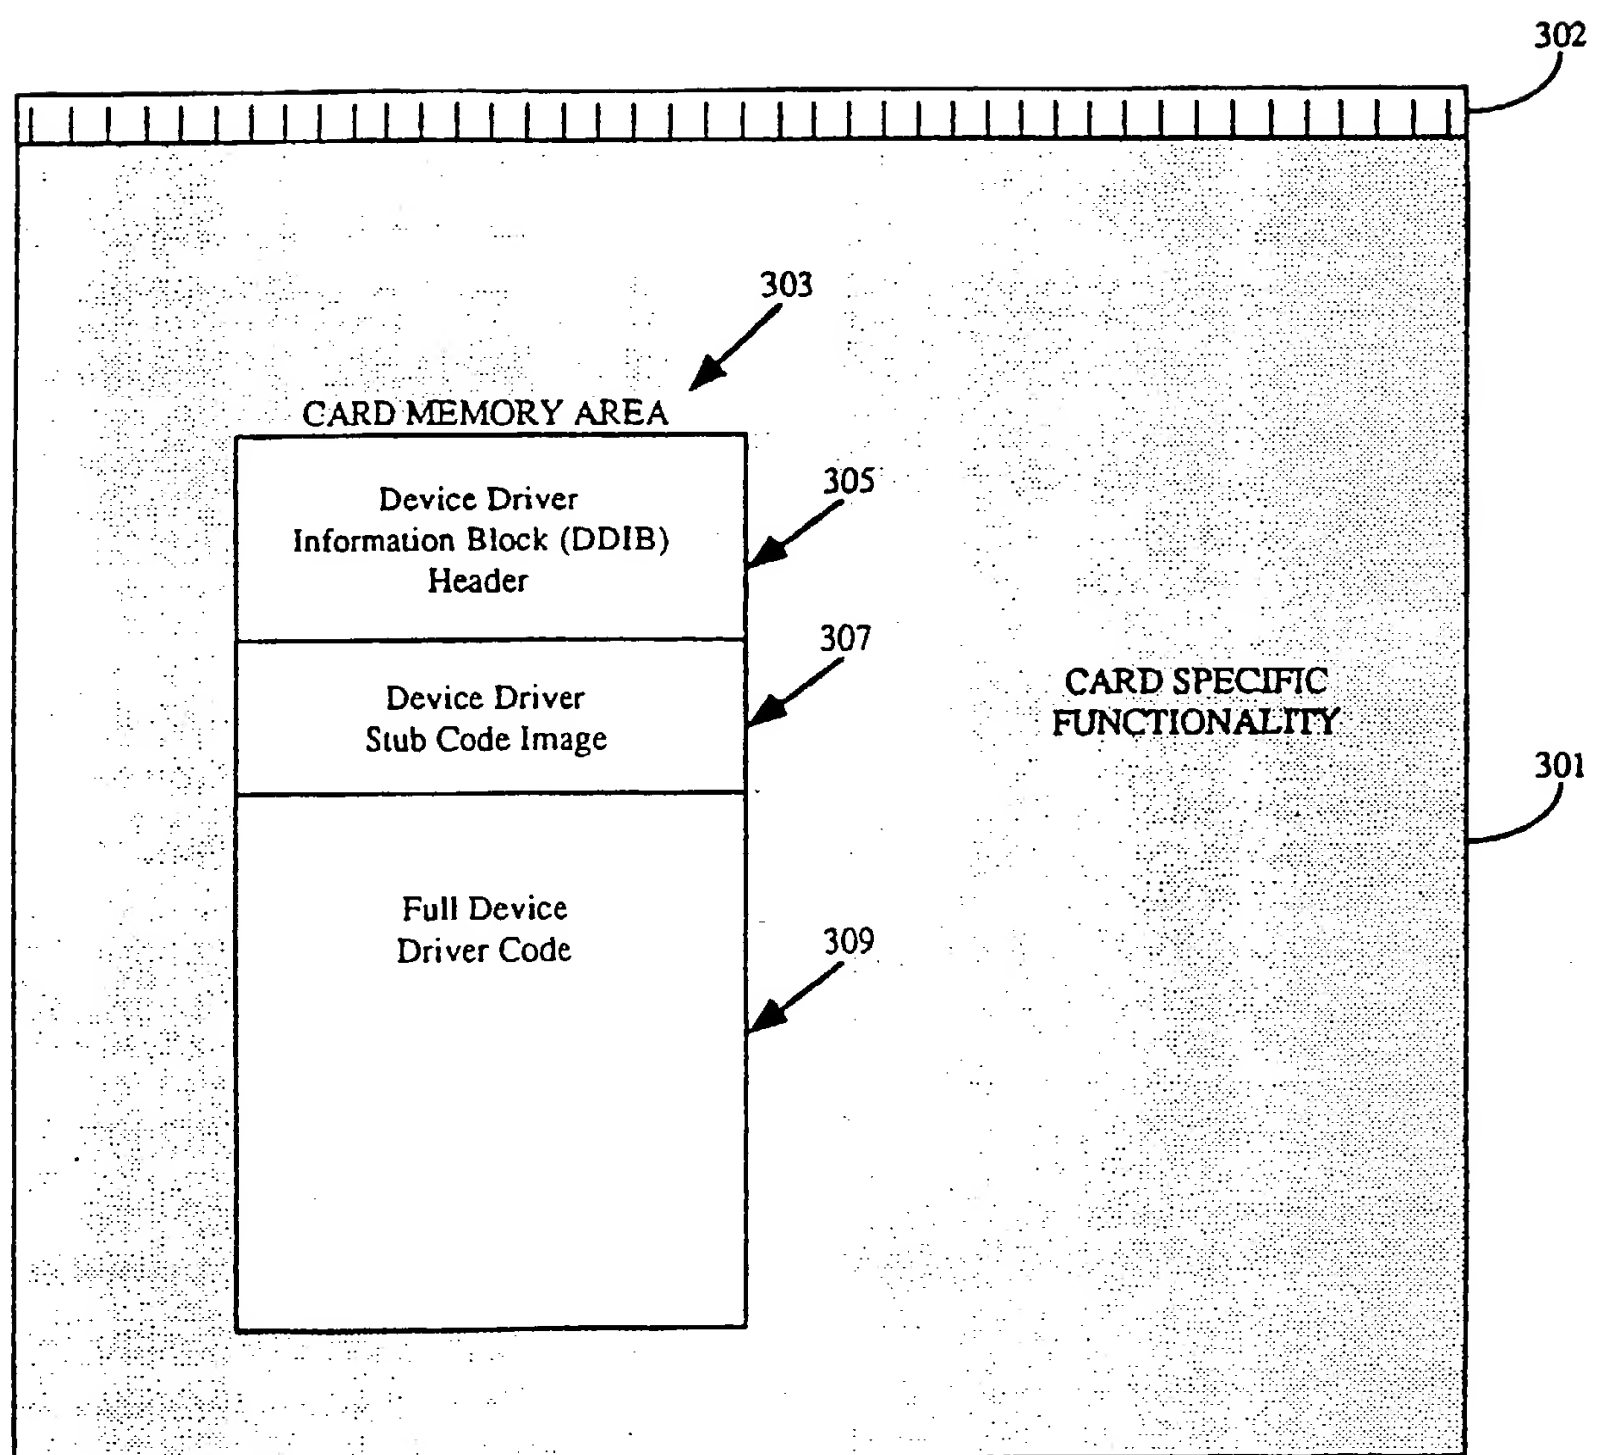 302
303
CARD MEMORY AREA
Device Driver
Information Block (DDIB)
Header
305
307
Device Driver
Stub Code Image
CARD SPECIFIC
FUNCTIONALITY
301
Full Device
Driver Code
309